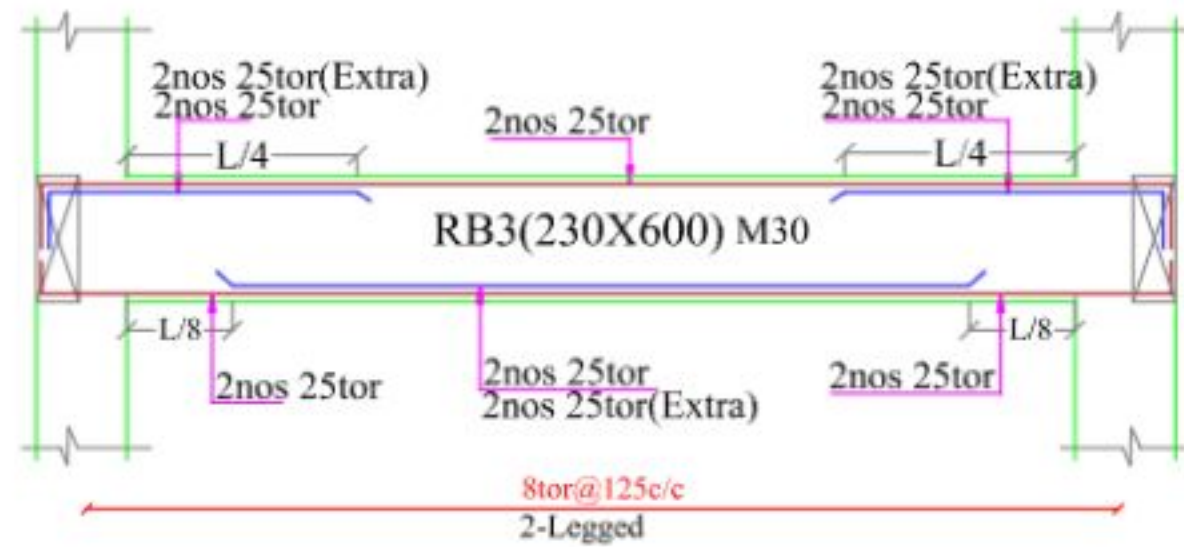 2nos 25tor(Extra)
2nos 25tor
2nos 25tor
2nos 25tor(Extra)
2nos 25tor
L/4
L/4
RB3(230X600) M30
L/8
L/8
2nos 25tor
2nos 25tor
2nos 25tor(Extra)
2nos 25tor
8tor@125c/c
2-Legged